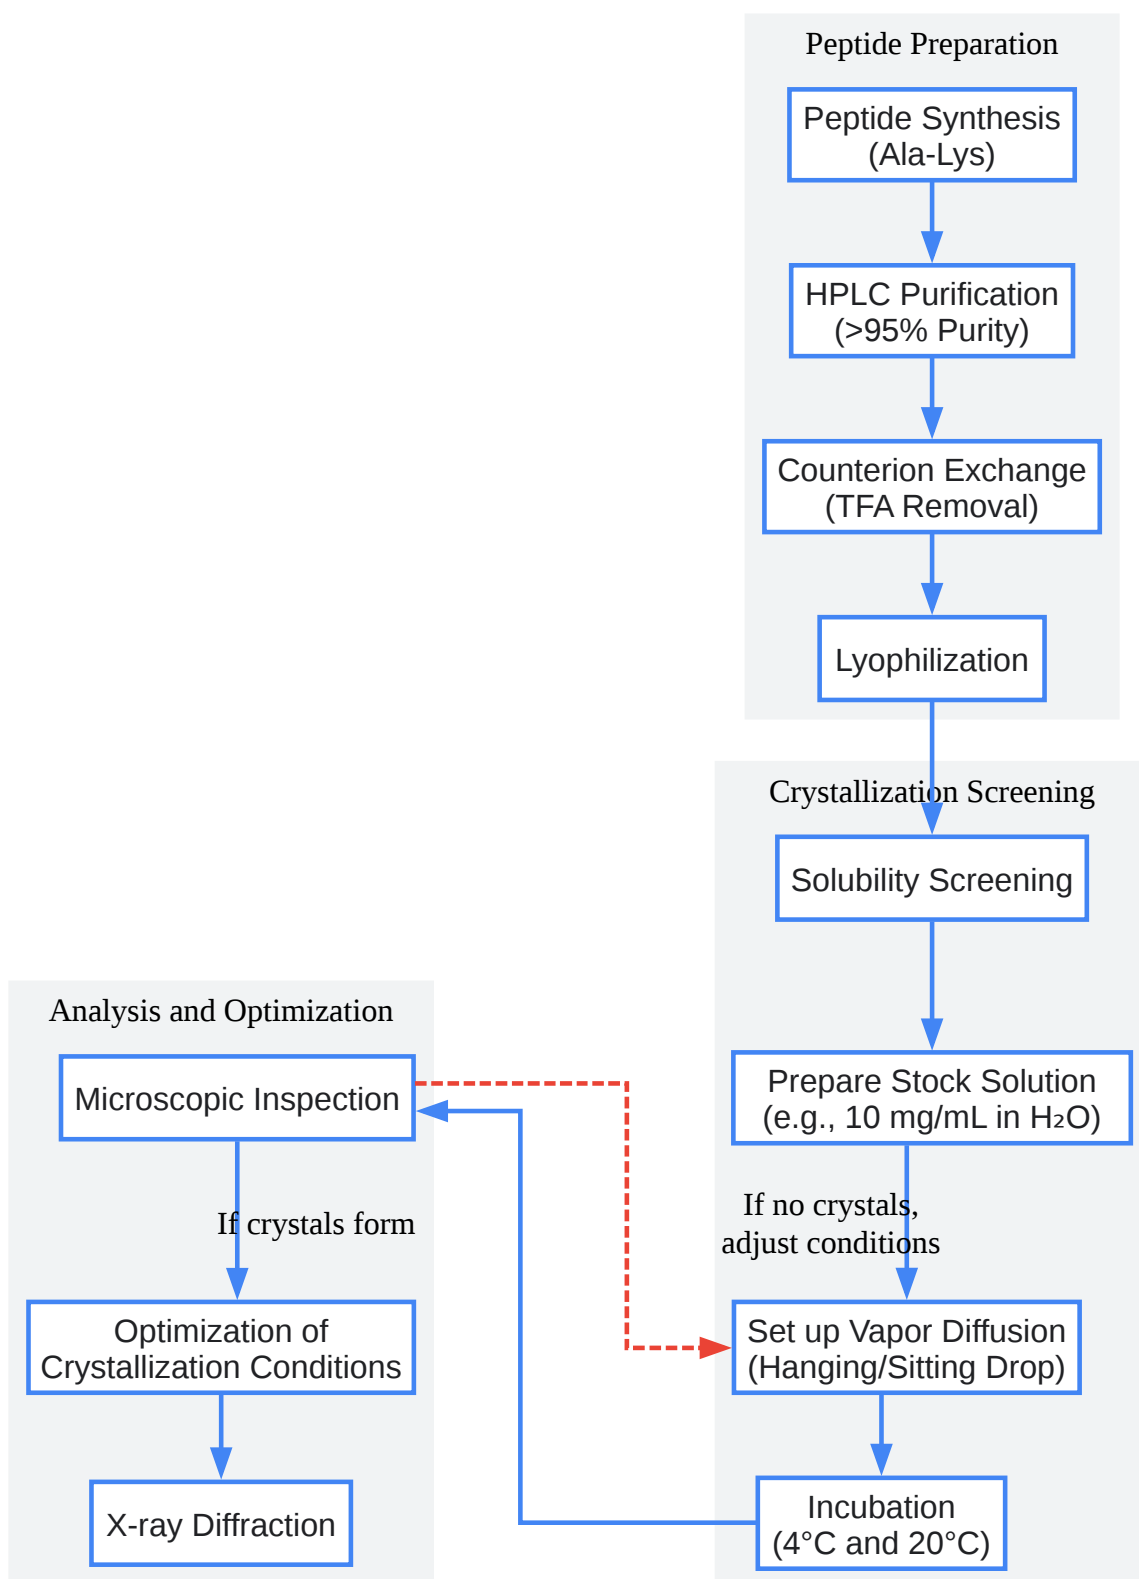 Peptide Preparation
Peptide Synthesis
(Ala-Lys)
HPLC Purification
(>95% Purity)
Counterion Exchange
(TFA Removal)
Lyophilization
Crystallization Screening
Solubility Screening
Prepare Stock Solution
(e.g., 10 mg/mL in H₂O)
If no crystals,
adjust conditions
Set up Vapor Diffusion
(Hanging/Sitting Drop)
Incubation
(4°C and 20°C)
Analysis and Optimization
Microscopic Inspection
If crystals form
Optimization of
Crystallization Conditions
X-ray Diffraction